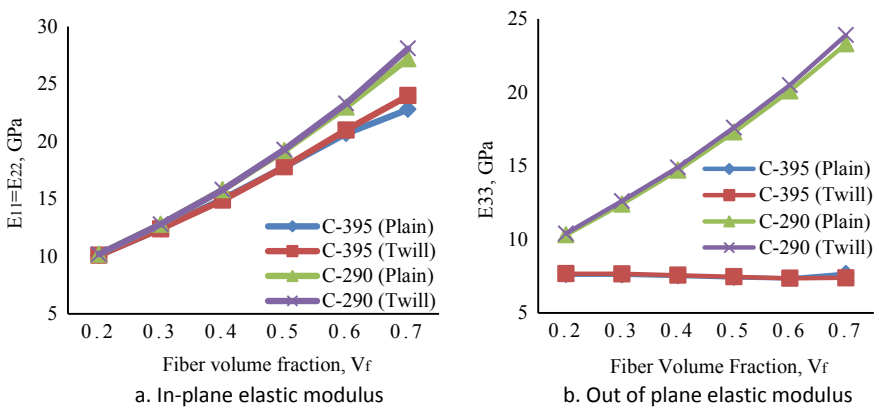 30
25
20
15
10
5
E11=E22, GPa
0.2 0.3 0.4 0.5 0.6 0.7
Fiber volume fraction, Vf
C-395 (Plain)
C-395 (Twill)
C-290 (Plain)
C-290 (Twill)
a. In-plane elastic modulus
25
20
15
10
5
E33, GPa
0.2 0.3 0.4 0.5 0.6 0.7
Fiber Volume Fraction, Vf
C-395 (Plain)
C-395 (Twill)
C-290 (Plain)
C-290 (Twill)
b. Out of plane elastic modulus